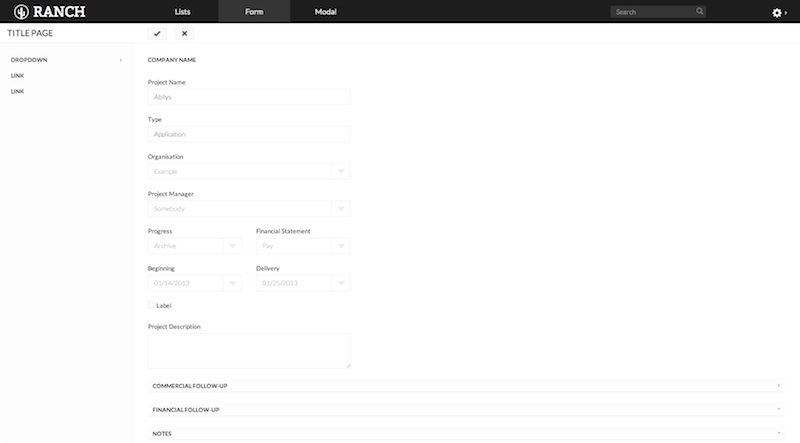 RANCH Lists Form Modal Search
TITLE PAGE
DROPDOWN
LINK
LINK
COMPANY NAME
Project Name
Abilys
Type
Application
Organisation
Example
Project Manager
Somebody
Progress Financial Statement
Archive Pay
Beginning Delivery
01/14/2013 01/25/2013
Label
Project Description
COMMERCIAL FOLLOW-UP
FINANCIAL FOLLOW-UP
NOTES